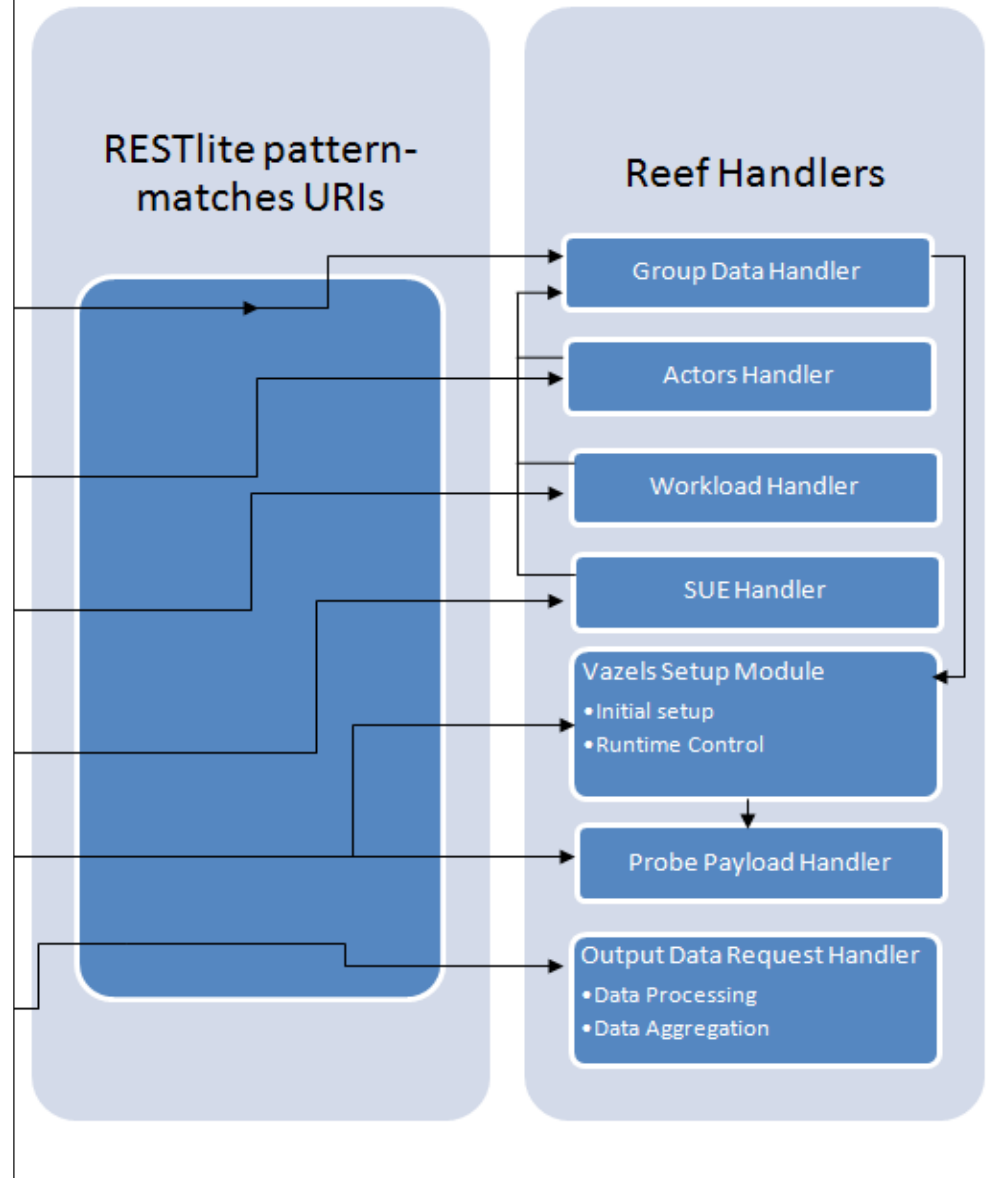 RESTlite pattern-
matches URIs
Reef Handlers
Group Data Handler
Actors Handler
Workload Handler
SUE Handler
Vazels Setup Module
•Initial setup
•Runtime Control
Probe Payload Handler
Output Data Request Handler
•Data Processing
•Data Aggregation